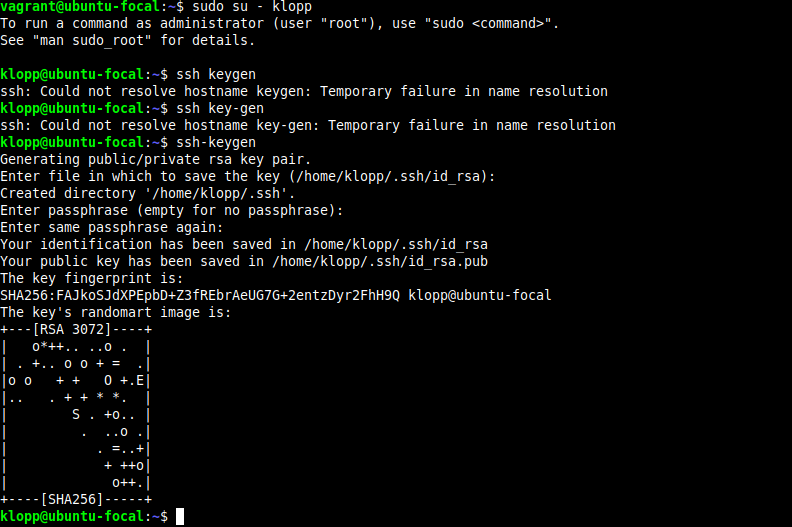 vagrant@ubuntu-focal:~$ sudo su - klopp
To run a command as administrator (user "root"), use "sudo <command>".
See "man sudo_root" for details.

klopp@ubuntu-focal:~$ ssh keygen
ssh: Could not resolve hostname keygen: Temporary failure in name resolution
klopp@ubuntu-focal:~$ ssh key-gen
ssh: Could not resolve hostname key-gen: Temporary failure in name resolution
klopp@ubuntu-focal:~$ ssh-keygen
Generating public/private rsa key pair.
Enter file in which to save the key (/home/klopp/.ssh/id_rsa):
Created directory '/home/klopp/.ssh'.
Enter passphrase (empty for no passphrase):
Enter same passphrase again:
Your identification has been saved in /home/klopp/.ssh/id_rsa
Your public key has been saved in /home/klopp/.ssh/id_rsa.pub
The key fingerprint is:
SHA256:FAJkoSJdXPEpbD+Z3fREbrAeUG7G+2entzDyr2FhH9Q klopp@ubuntu-focal
The key's randomart image is:
+---[RSA 3072]----+
|   o*++.. ..o .  |
| . +.. o o + =  .|
|o o   + +   O +.E|
|..   . + + * *.  |
|        S . +o.. |
|         .  ..o .|
|           . =..+|
|            + ++o|
|             o++.|
+----[SHA256]-----+
klopp@ubuntu-focal:~$